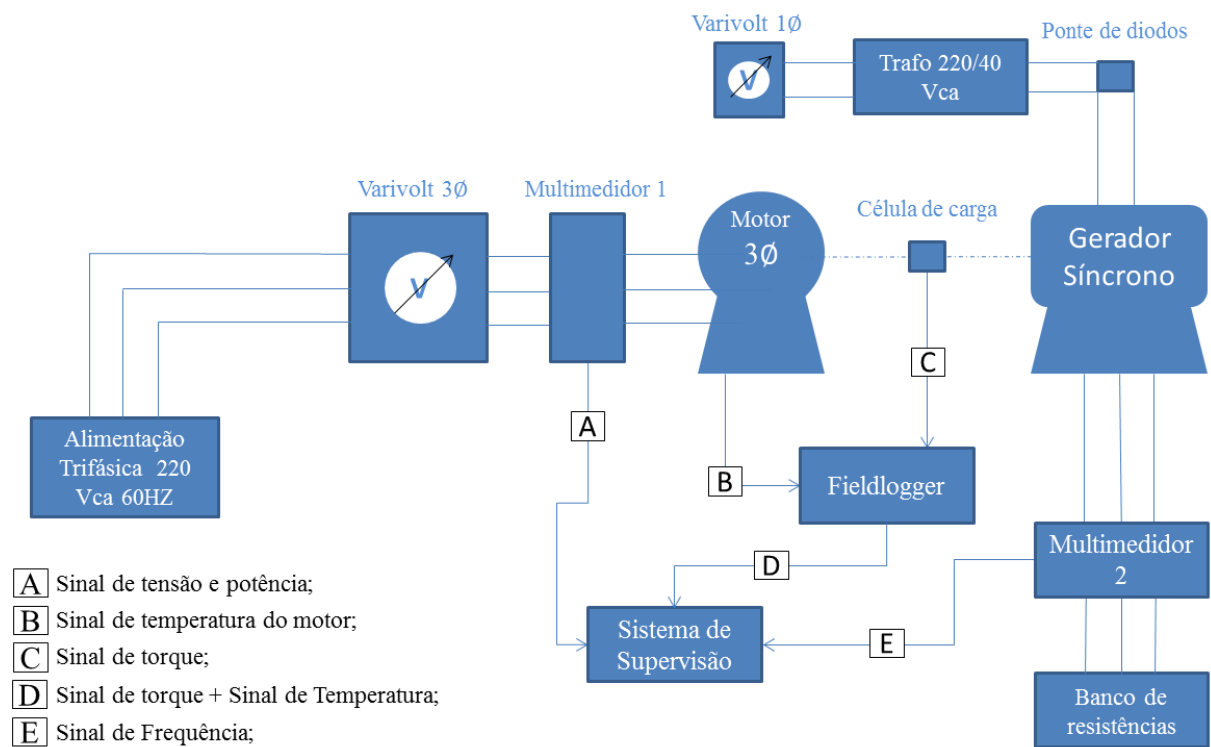 Varivolt 1Ø
Ponte de diodos
V
Trafo 220/40
Vca
Varivolt 3Ø
Multimedidor 1
Motor
3Ø
Célula de carga
Gerador
Síncrono
V
C
A
Alimentação
Trifásica 220
Vca 60HZ
B
Fieldlogger
Multimedidor
2
D
Sistema de
Supervisão
E
Banco de
resistências
A Sinal de tensão e potência;
B Sinal de temperatura do motor;
C Sinal de torque;
D Sinal de torque + Sinal de Temperatura;
E Sinal de Frequência;